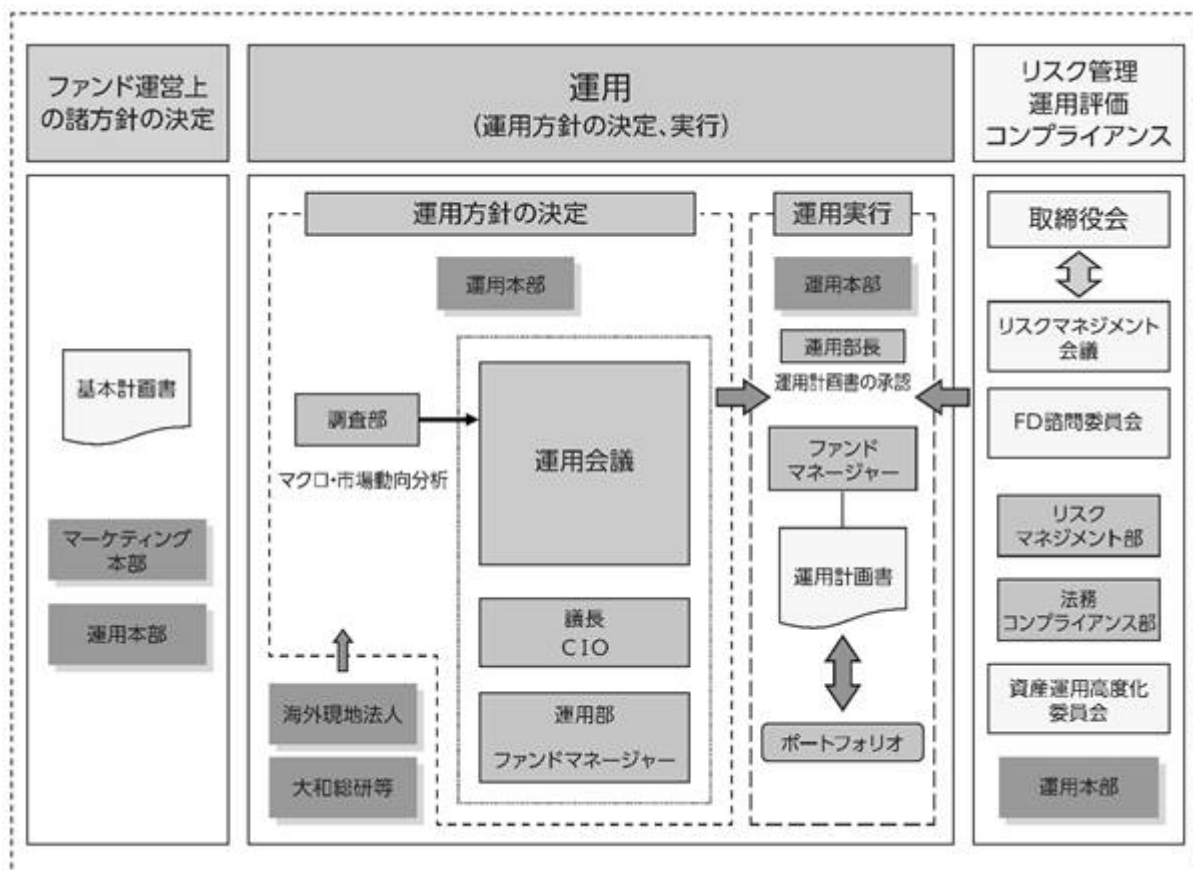 ファンド運営上
の諸方針の決定
運用
(運用方針の決定、実行)
リスク管理
運用評価
コンプライアンス
基本計画書
マーケティング
本部
運用本部
運用方針の決定
運用本部
調査部
マクロ・市場動向分析
運用会議
議長
CIO
運用部
ファンドマネージャー
海外現地法人
大和総研等
運用実行
運用本部
運用部長
運用計画書の承認
ファンド
マネージャー
運用計画書
ポートフォリオ
取締役会
リスクマネジメント
会議
FD諮問委員会
リスク
マネジメント部
法務
コンプライアンス部
資産運用高度化
委員会
運用本部